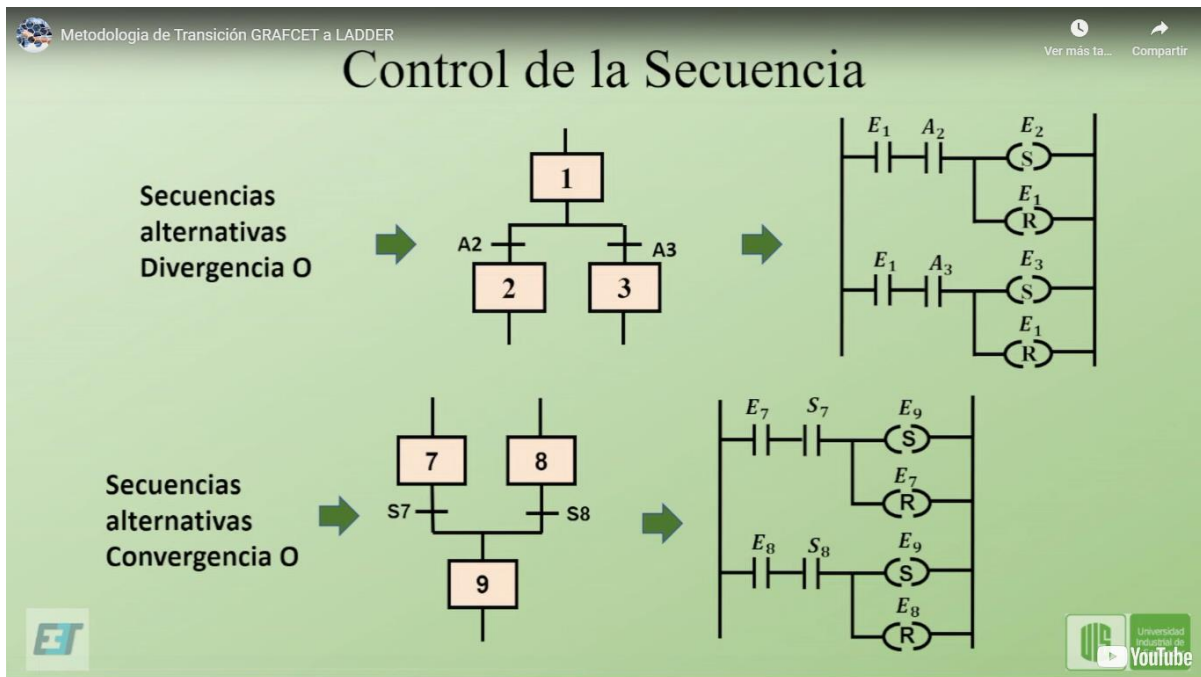 Metodologia de Transición GRAFCET a LADDER
Ver más ta...
Compartir
Control de la Secuencia
Secuencias
alternativas
Divergencia O
1
A2
A3
2
3
E₁ A₂ E₂
S
E₁
R
E₁ A₃ E₃
S
E₁
R
Secuencias
alternativas
Convergencia O
7
8
S7
S8
9
E₇ S₇ E₉
S
E₇
R
E₈ S₈ E₉
S
E₈
R
E3T
Universidad
Industrial de
YouTube